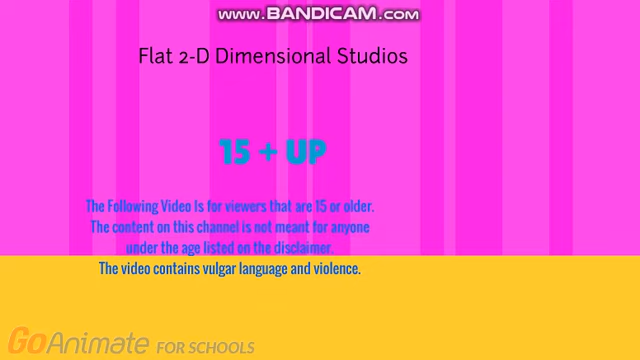 www.BANDICAM.com
Flat 2-D Dimensional Studios
15 + UP
The Following Video Is for viewers that are 15 or older.
The content on this channel is not meant for anyone
under the age listed on the disclaimer.
The video contains vulgar language and violence.
GoAnimate FOR SCHOOLS